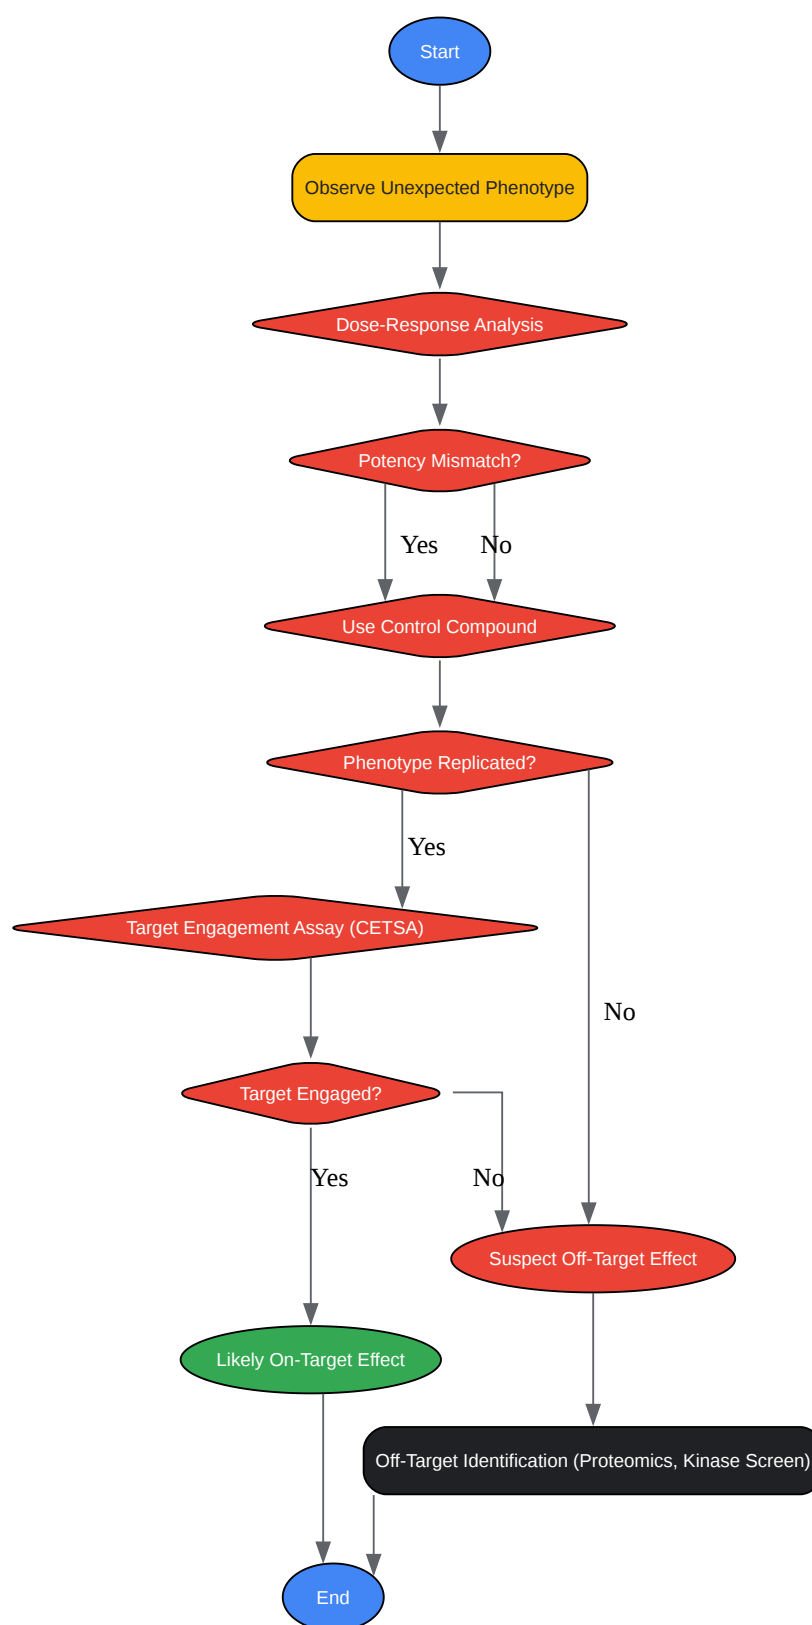 Start
Observe Unexpected Phenotype
Dose-Response Analysis
Potency Mismatch?
Yes
No
Use Control Compound
Phenotype Replicated?
Yes
Target Engagement Assay (CETSA)
No
Target Engaged?
Yes
No
Suspect Off-Target Effect
Likely On-Target Effect
Off-Target Identification (Proteomics, Kinase Screen)
End